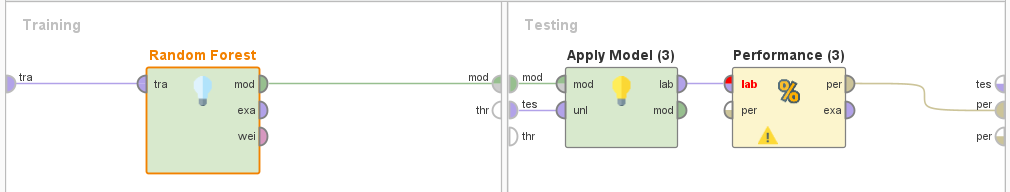 Training
Testing
Random Forest
Apply Model (3)
Performance (3)
tra
tra
mod
mod
mod
mod
lab
lab
per
tes
exa
thr
tes
unl
mod
per
exa
per
wei
thr
per
%